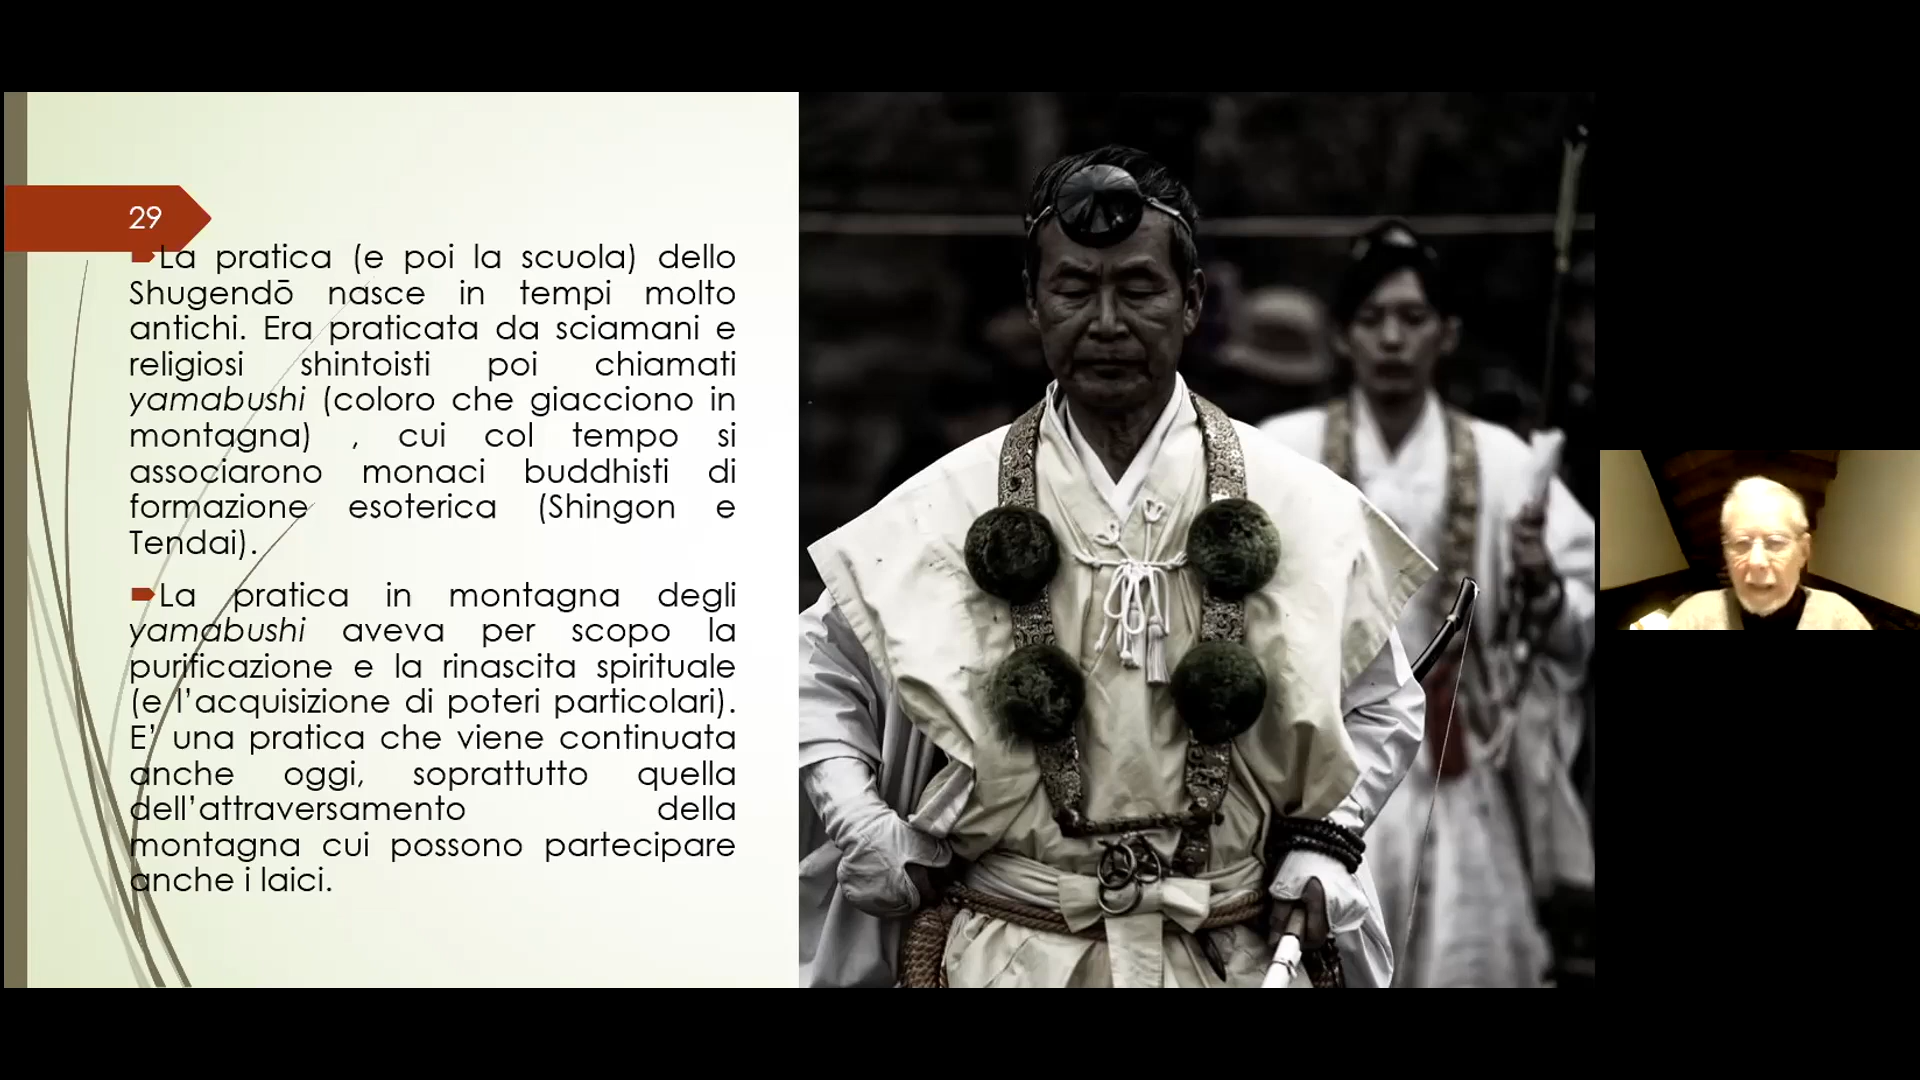 29
La pratica (e poi la scuola) dello
Shugendō nasce in tempi molto
antichi. Era praticata da sciamani e
religiosi shintoisti poi chiamati
yamabushi (coloro che giacciono in
montagna) , cui col tempo si
associarono monaci buddhisti di
formazione esoterica (Shingon e
Tendai).
La pratica in montagna degli
yamabushi aveva per scopo la
purificazione e la rinascita spirituale
(e l’acquisizione di poteri particolari).
E’ una pratica che viene continuata
anche oggi, soprattutto quella
dell’attraversamento della
montagna cui possono partecipare
anche i laici.